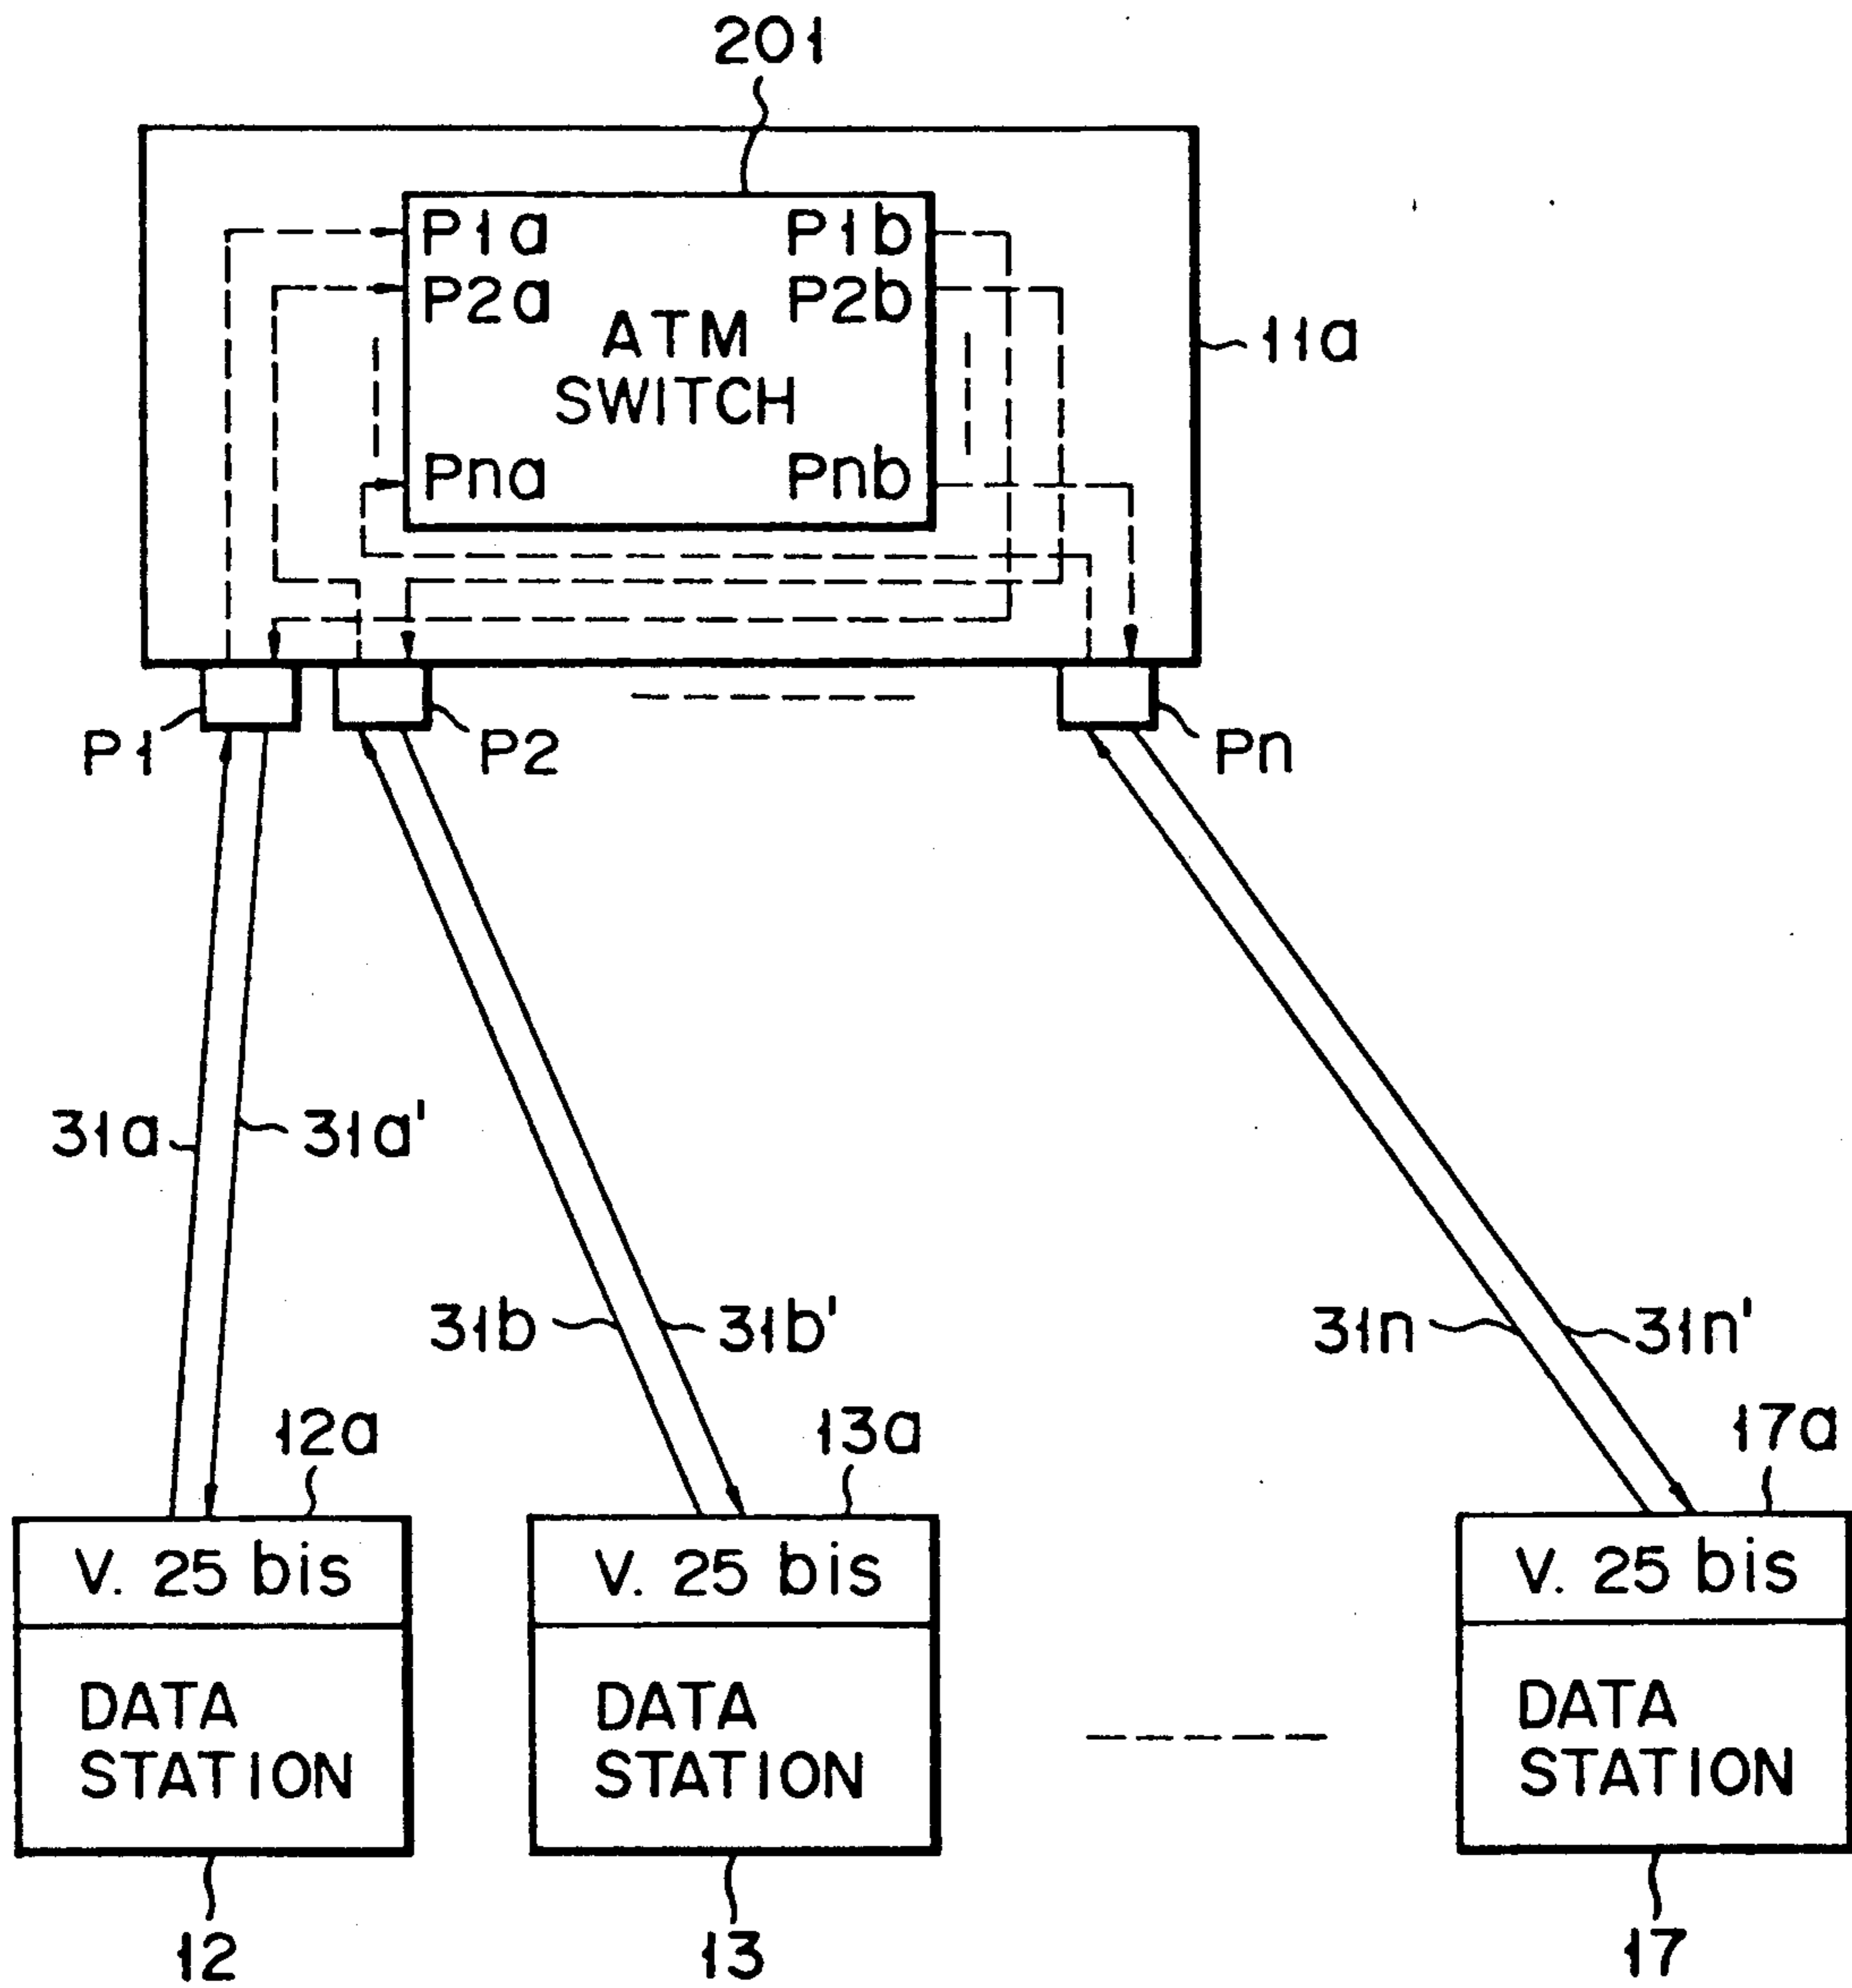 201
P1a P1b
P2a P2b
ATM
SWITCH
Pna Pnb
11a
P1 P2 Pn
31a 31a'
31b 31b' 31n 31n'
12a 13a 17a
V. 25 bis V. 25 bis V. 25 bis
DATA DATA DATA
STATION STATION STATION
12 13 17